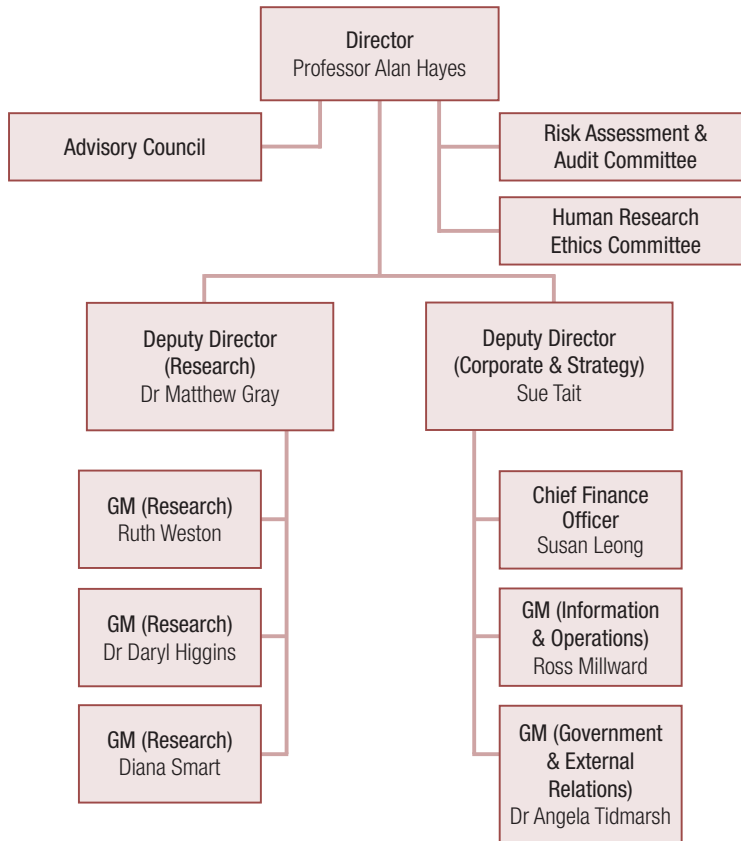 Director
Professor Alan Hayes
Advisory Council
Risk Assessment &
Audit Committee
Human Research
Ethics Committee
Deputy Director
(Research)
Dr Matthew Gray
Deputy Director
(Corporate & Strategy)
Sue Tait
GM (Research)
Ruth Weston
GM (Research)
Dr Daryl Higgins
GM (Research)
Diana Smart
Chief Finance
Officer
Susan Leong
GM (Information
& Operations)
Ross Millward
GM (Government
& External
Relations)
Dr Angela Tidmarsh